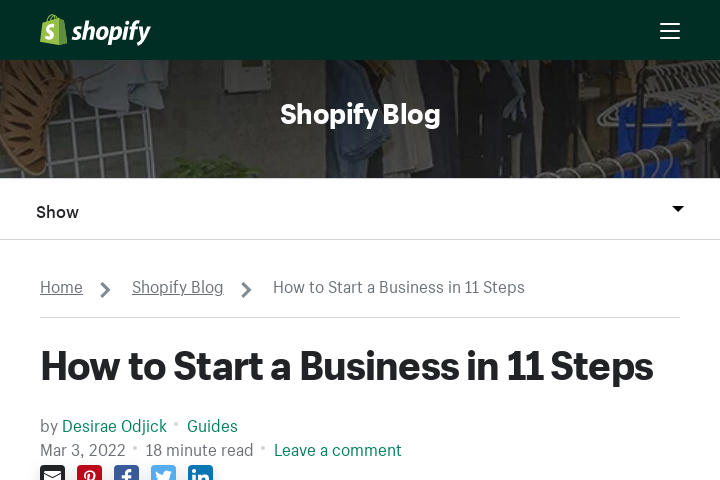 shopify
Shopify Blog
Show
Home Shopify Blog How to Start a Business in 11 Steps
How to Start a Business in 11 Steps
by Desirae Odjick • Guides
Mar 3, 2022 • 18 minute read • Leave a comment